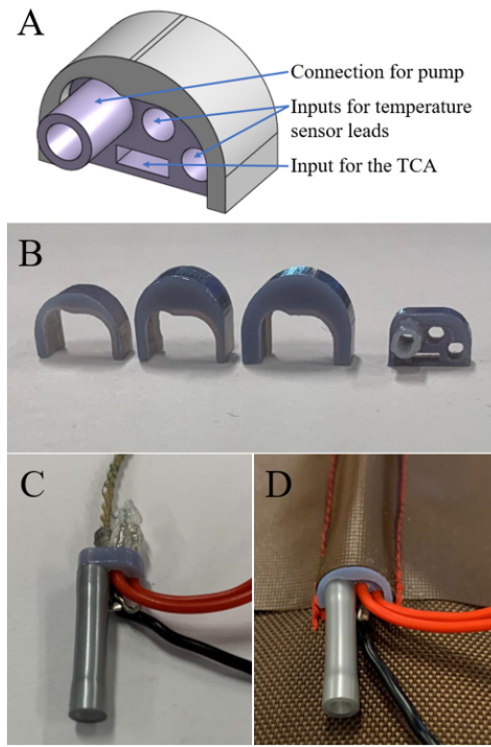 A
Connection for pump
Inputs for temperature
sensor leads
Input for the TCA
B
C
D